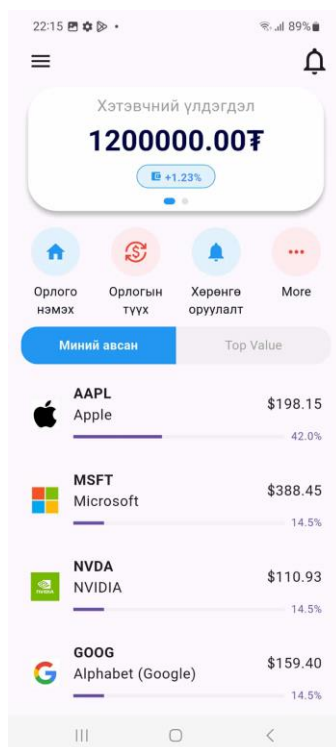 22:15
89%
Хэтэвчний үлдэгдэл
1200000.00₮
+1.23%
Орлого нэмэх
Орлогын түүх
Хөрөнгө оруулалт
More
Миний авсан
Top Value
AAPL
Apple
$198.15
42.0%
MSFT
Microsoft
$388.45
14.5%
NVDA
NVIDIA
$110.93
14.5%
GOOG
Alphabet (Google)
$159.40
14.5%